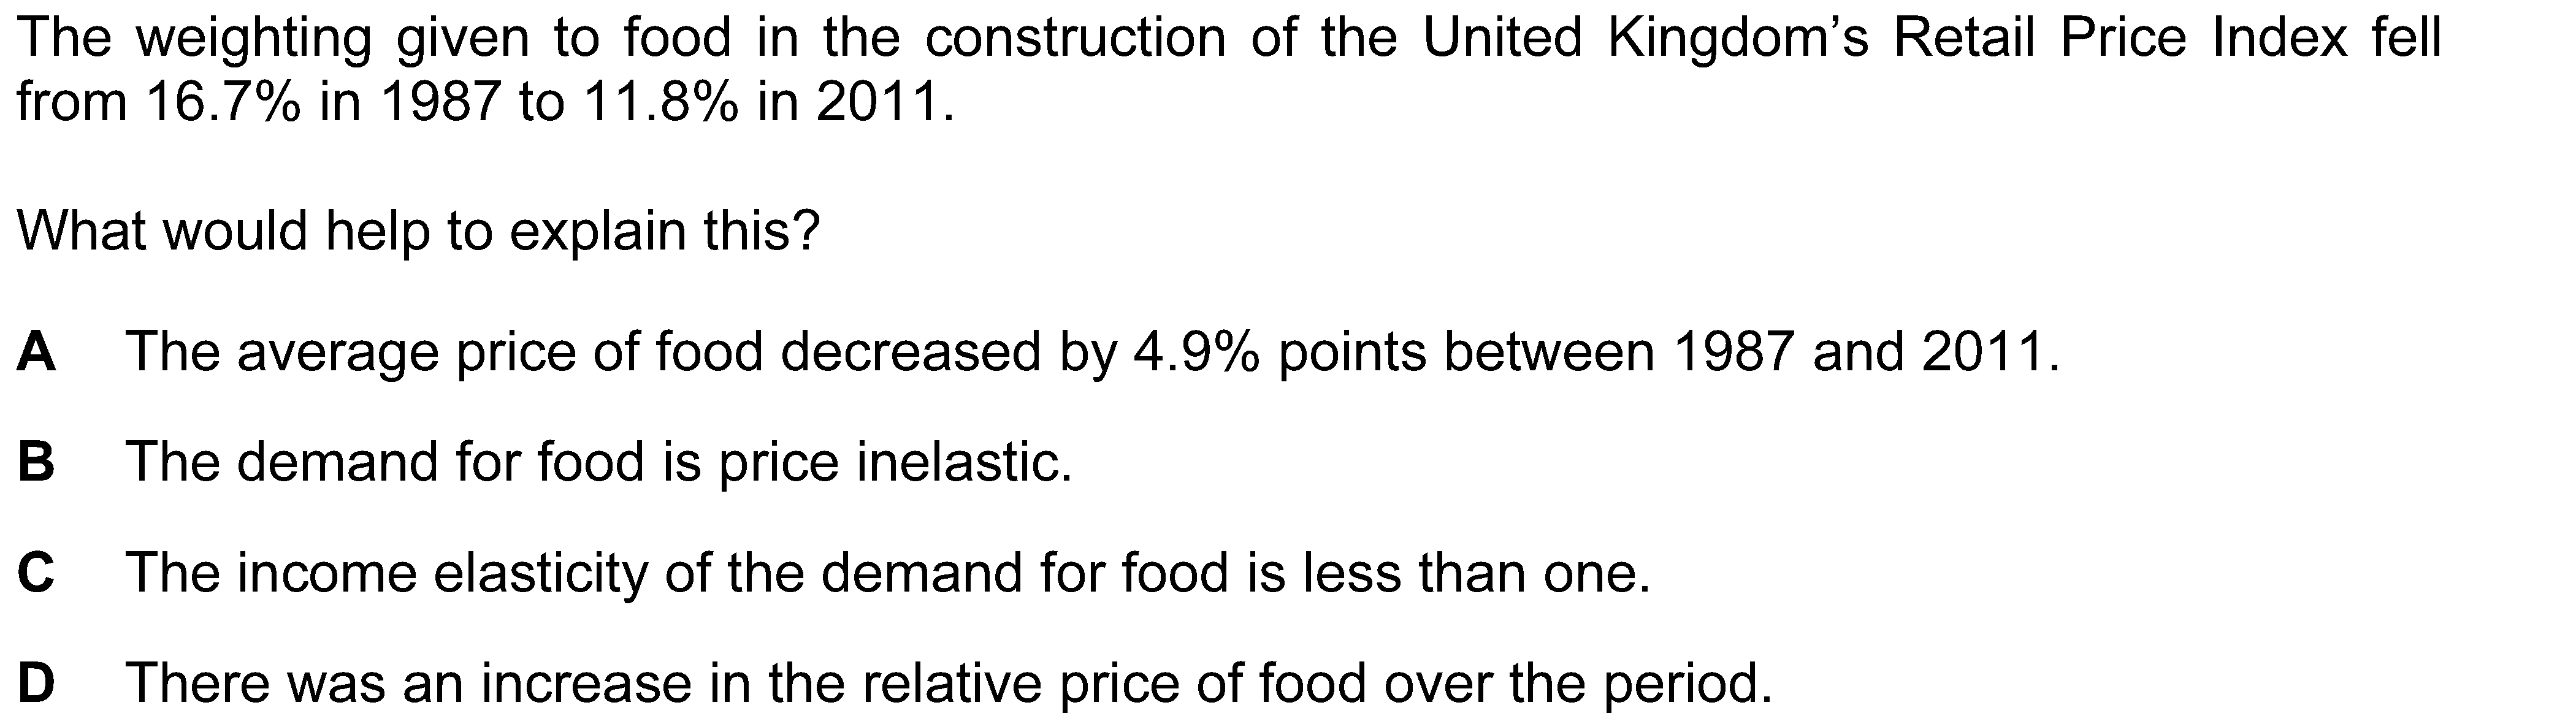 The weighting given to food in the construction of the United Kingdom’s Retail Price Index fell
from 16.7% in 1987 to 11.8% in 2011.
What would help to explain this?
A The average price of food decreased by 4.9% points between 1987 and 2011.
B The demand for food is price inelastic.
C The income elasticity of the demand for food is less than one.
D There was an increase in the relative price of food over the period.